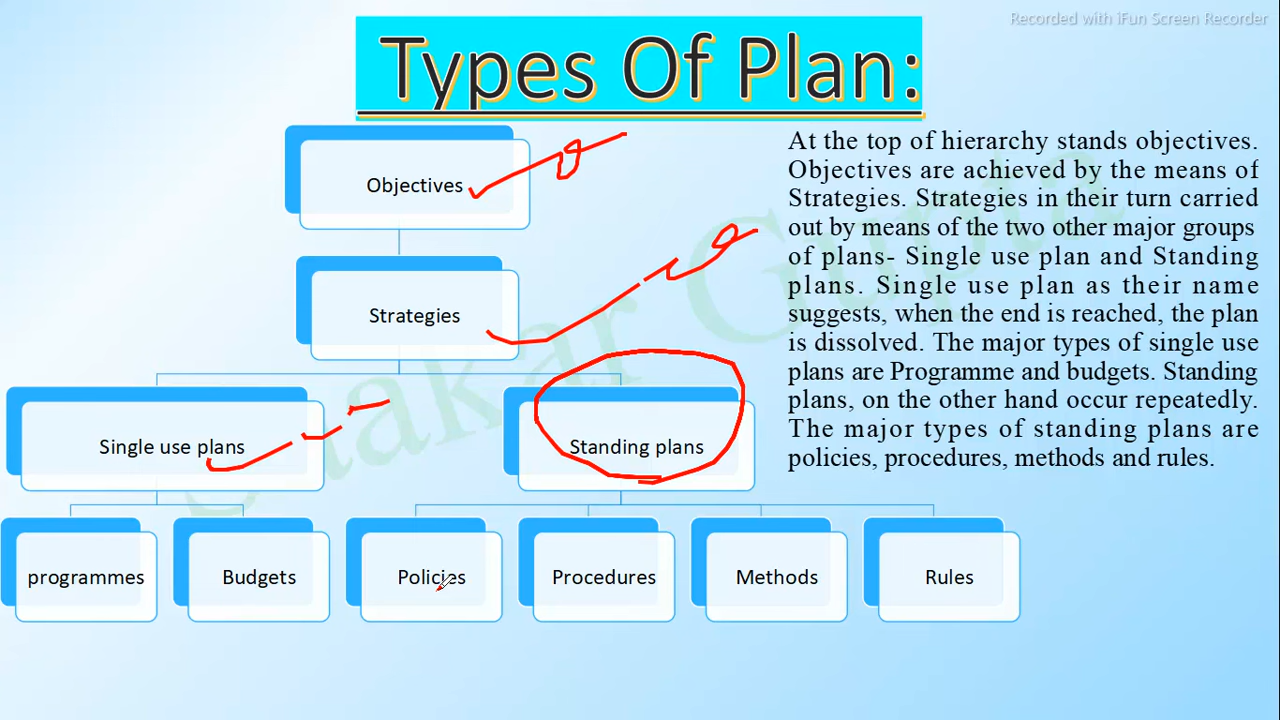 Recorded with iFun Screen Recorder
Types Of Plan:
Objectives
Strategies
Single use plans
Standing plans
programmes
Budgets
Policies
Procedures
Methods
Rules
At the top of hierarchy stands objectives.
Objectives are achieved by the means of
Strategies. Strategies in their turn carried
out by means of the two other major groups
of plans- Single use plan and Standing
plans. Single use plan as their name
suggests, when the end is reached, the plan
is dissolved. The major types of single use
plans are Programme and budgets. Standing
plans, on the other hand occur repeatedly.
The major types of standing plans are
policies, procedures, methods and rules.